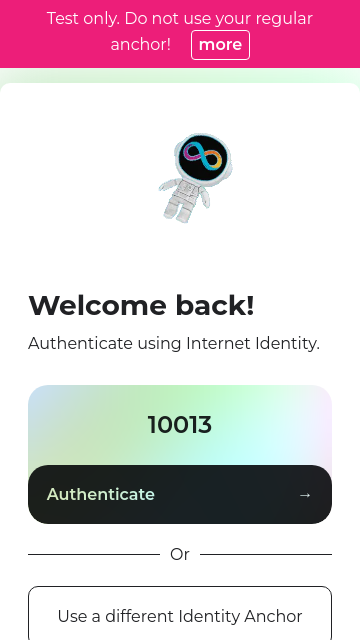 Test only. Do not use your regular
anchor! more
Welcome back!
Authenticate using Internet Identity.
10013
Authenticate →
Or
Use a different Identity Anchor